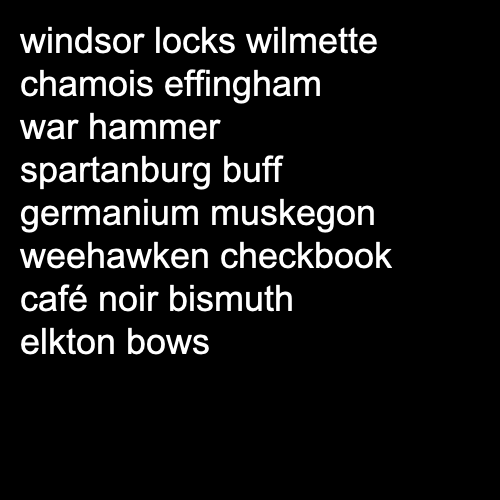 windsor locks wilmette
chamois effingham
war hammer
spartanburg buff
germanium muskegon
weehawken checkbook
café noir bismuth
elkton bows